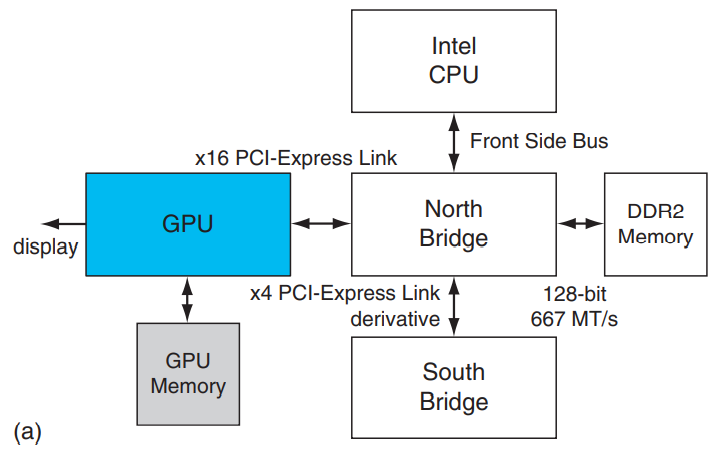 Intel
CPU
Front Side Bus
x16 PCI-Express Link
GPU
North
Bridge
DDR2
Memory
display
x4 PCI-Express Link
derivative
128-bit
667 MT/s
GPU
Memory
South
Bridge
(a)